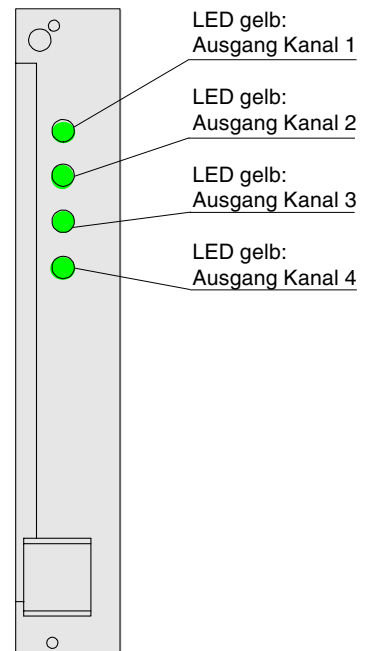 LED gelb:
Ausgang Kanal 1
LED gelb:
Ausgang Kanal 2
LED gelb:
Ausgang Kanal 3
LED gelb:
Ausgang Kanal 4